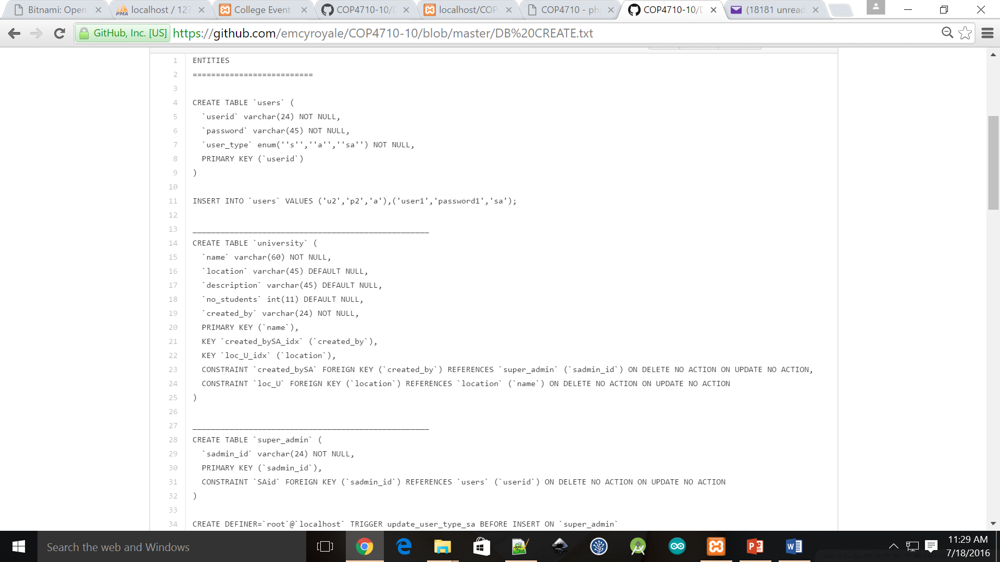 Bitnami: Open
localhost / 127
College Event
COP4710-10/D
localhost/COP
COP4710 - ph
COP4710-10/D
(18181 unread
GitHub, Inc. [US]
https://github.com/emcyroyale/COP4710-10/blob/master/DB%20CREATE.txt
1 ENTITIES
2 ==========================
3
4 CREATE TABLE `users` (
5 `userid` varchar(24) NOT NULL,
6 `password` varchar(45) NOT NULL,
7 `user_type` enum(''s'',''a'',''sa'') NOT NULL,
8 PRIMARY KEY (`userid`)
9 )
10
11 INSERT INTO `users` VALUES ('u2','p2','a'),('user1','password1','sa');
12
13 ___________________________________________________
14 CREATE TABLE `university` (
15 `name` varchar(60) NOT NULL,
16 `location` varchar(45) DEFAULT NULL,
17 `description` varchar(45) DEFAULT NULL,
18 `no_students` int(11) DEFAULT NULL,
19 `created_by` varchar(24) NOT NULL,
20 PRIMARY KEY (`name`),
21 KEY `created_bySA_idx` (`created_by`),
22 KEY `loc_U_idx` (`location`),
23 CONSTRAINT `created_bySA` FOREIGN KEY (`created_by`) REFERENCES `super_admin` (`sadmin_id`) ON DELETE NO ACTION ON UPDATE NO ACTION,
24 CONSTRAINT `loc_U` FOREIGN KEY (`location`) REFERENCES `location` (`name`) ON DELETE NO ACTION ON UPDATE NO ACTION
25 )
26
27 ___________________________________________________
28 CREATE TABLE `super_admin` (
29 `sadmin_id` varchar(24) NOT NULL,
30 PRIMARY KEY (`sadmin_id`),
31 CONSTRAINT `SAid` FOREIGN KEY (`sadmin_id`) REFERENCES `users` (`userid`) ON DELETE NO ACTION ON UPDATE NO ACTION
32 )
33
34 CREATE DEFINER=`root`@`localhost` TRIGGER update_user_type_sa BEFORE INSERT ON `super_admin`
Search the web and Windows
11:29 AM
7/18/2016